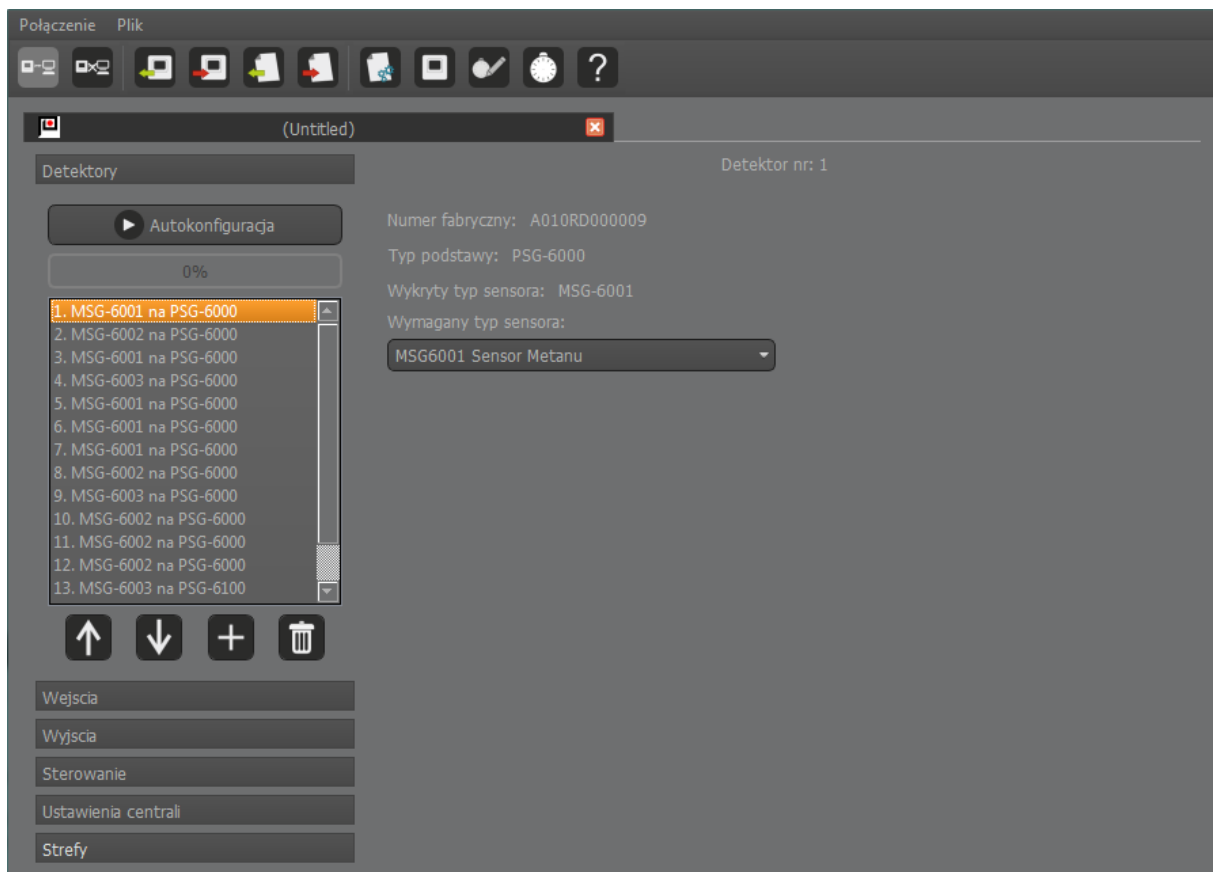 Połączenie Plik
?
(Untitled)
Detektory
Autokonfiguracja
0%
1. MSG-6001 na PSG-6000
2. MSG-6002 na PSG-6000
3. MSG-6001 na PSG-6000
4. MSG-6003 na PSG-6000
5. MSG-6001 na PSG-6000
6. MSG-6001 na PSG-6000
7. MSG-6001 na PSG-6000
8. MSG-6002 na PSG-6000
9. MSG-6003 na PSG-6000
10. MSG-6002 na PSG-6000
11. MSG-6002 na PSG-6000
12. MSG-6002 na PSG-6000
13. MSG-6003 na PSG-6100
Wejscia
Wyjscia
Sterowanie
Ustawienia centrali
Strefy
Detektor nr: 1
Numer fabryczny: A010RD000009
Typ podstawy: PSG-6000
Wykryty typ sensora: MSG-6001
Wymagany typ sensora:
MSG6001 Sensor Metanu